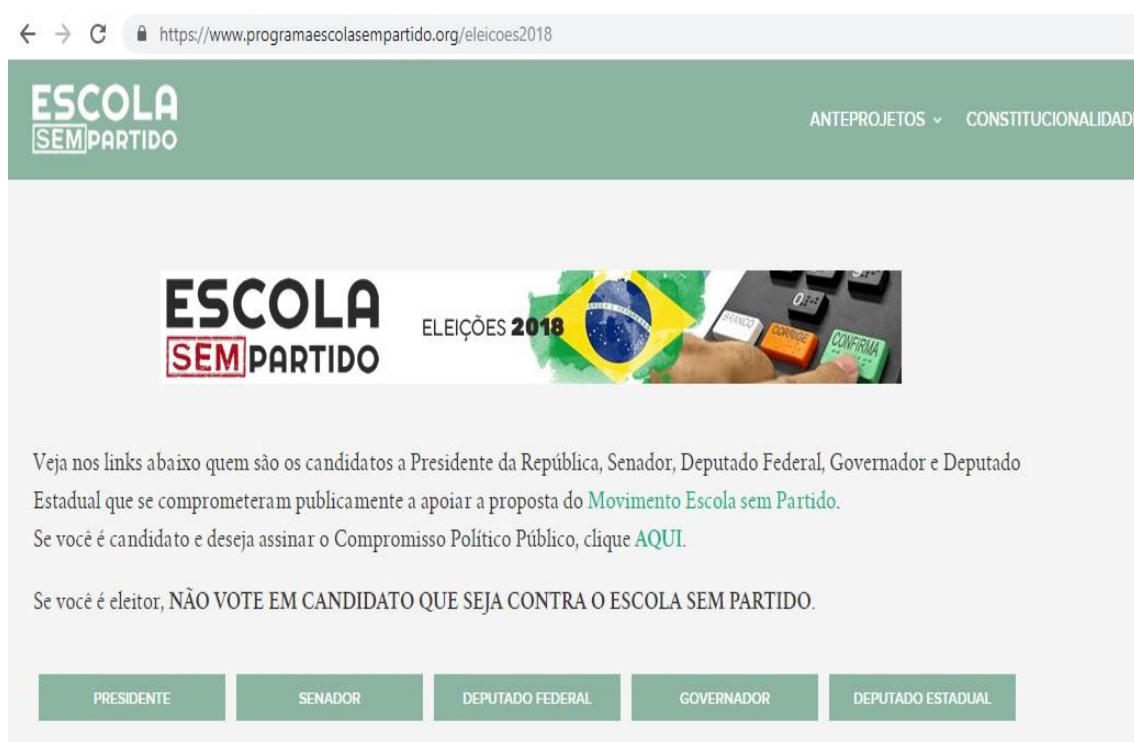 https://www.programaescolasempartido.org/eleicoes2018
ESCOLA
SEM PARTIDO
ANTEPROJETOS CONSTITUCIONALIDAD
ESCOLA
SEM PARTIDO
ELEIÇÕES 2018
BRANCO CORRIGE CONFIRMA
Veja nos links abaixo quem são os candidatos a Presidente da República, Senador, Deputado Federal, Governador e Deputado
Estadual que se comprometeram publicamente a apoiar a proposta do Movimento Escola sem Partido.
Se você é candidato e deseja assinar o Compromisso Político Público, clique AQUI.
Se você é eleitor, NÃO VOTE EM CANDIDATO QUE SEJA CONTRA O ESCOLA SEM PARTIDO.
PRESIDENTE SENADOR DEPUTADO FEDERAL GOVERNADOR DEPUTADO ESTADUAL